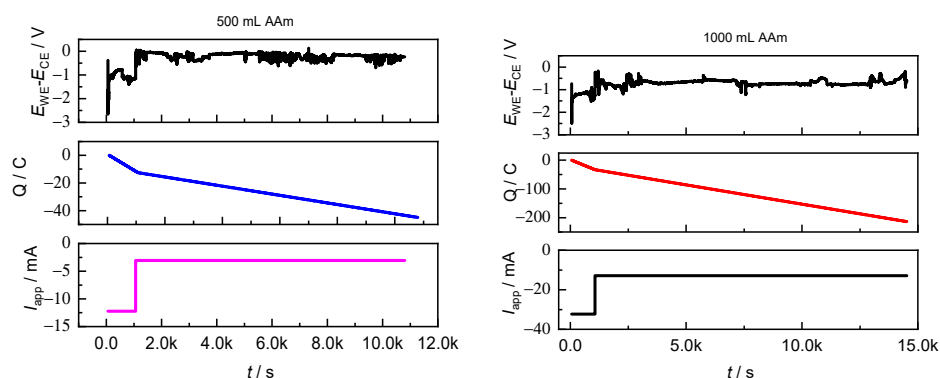 500 mL AAm
E_WE-E_CE / V
0
−1
−2
−3
Q / C
0
−20
−40
I_app / mA
0
−5
−10
−15
0.0 2.0k 4.0k 6.0k 8.0k 10.0k 12.0k
t / s
1000 mL AAm
E_WE-E_CE / V
0
−1
−2
−3
Q / C
0
−100
−200
I_app / mA
0
−20
−40
0.0 5.0k 10.0k 15.0k
t / s